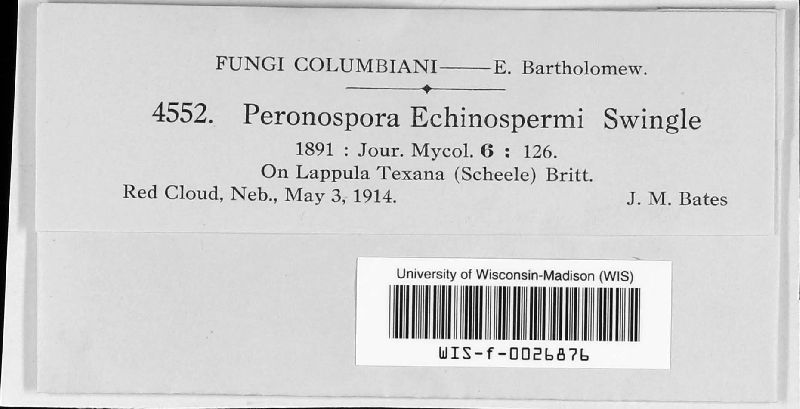 FUNGI COLUMBIANI——E. Bartholomew.
4552. Peronospora Echinospermi Swingle
1891 : Jour. Mycol. 6 : 126.
On Lappula Texana (Scheele) Britt.
Red Cloud, Neb., May 3, 1914. J. M. Bates
University of Wisconsin-Madison (WIS)
WIS-f-0026876